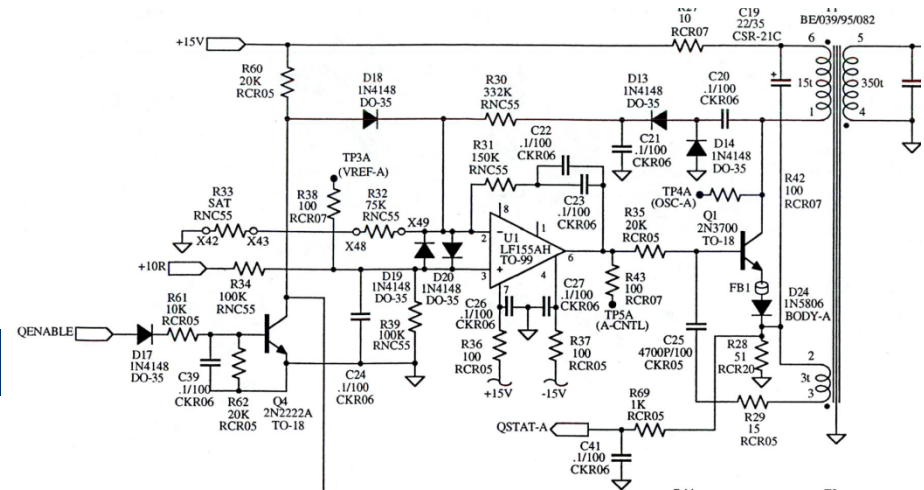 10
RCR07
C19
22/35
CSR-21C
BE/039/95/082
+15V
R60
20K
RCR05
D18
1N4148
DO-35
R30
332K
RNC55
D13
1N4148
DO-35
C20
.1/100
CKR06
6
5
15t
350t
1
4
C22
.1/100
CKR06
C21
.1/100
CKR06
D14
1N4148
DO-35
TP3A
(VREF-A)
R31
150K
RNC55
C23
.1/100
CKR06
R42
100
RCR07
TP4A
(OSC-A)
R33
SAT
RNC55
R38
100
RCR07
R32
75K
RNC55
X42
X43
X48
X49
8
1
2
3
U1
LF155AH
TO-99
6
4
7
R35
20K
RCR05
Q1
2N3700
TO-18
FB1
+10R
R34
100K
RNC55
D19
1N4148
DO-35
D20
1N4148
DO-35
C26
.1/100
CKR06
C27
.1/100
CKR06
R43
100
RCR07
TP5A
(A-CNTL)
D24
1N5806
BODY-A
R61
10K
RCR05
QENABLE
D17
1N4148
DO-35
C39
.1/100
CKR06
R62
20K
RCR05
Q4
2N2222A
TO-18
C24
.1/100
CKR06
R39
100K
RNC55
R36
100
RCR05
R37
100
RCR05
+15V
-15V
C25
4700P/100
CKR05
R28
51
RCR20
2
3t
3
R29
15
RCR05
R69
1K
RCR05
QSTAT-A
C41
.1/100
CKR06